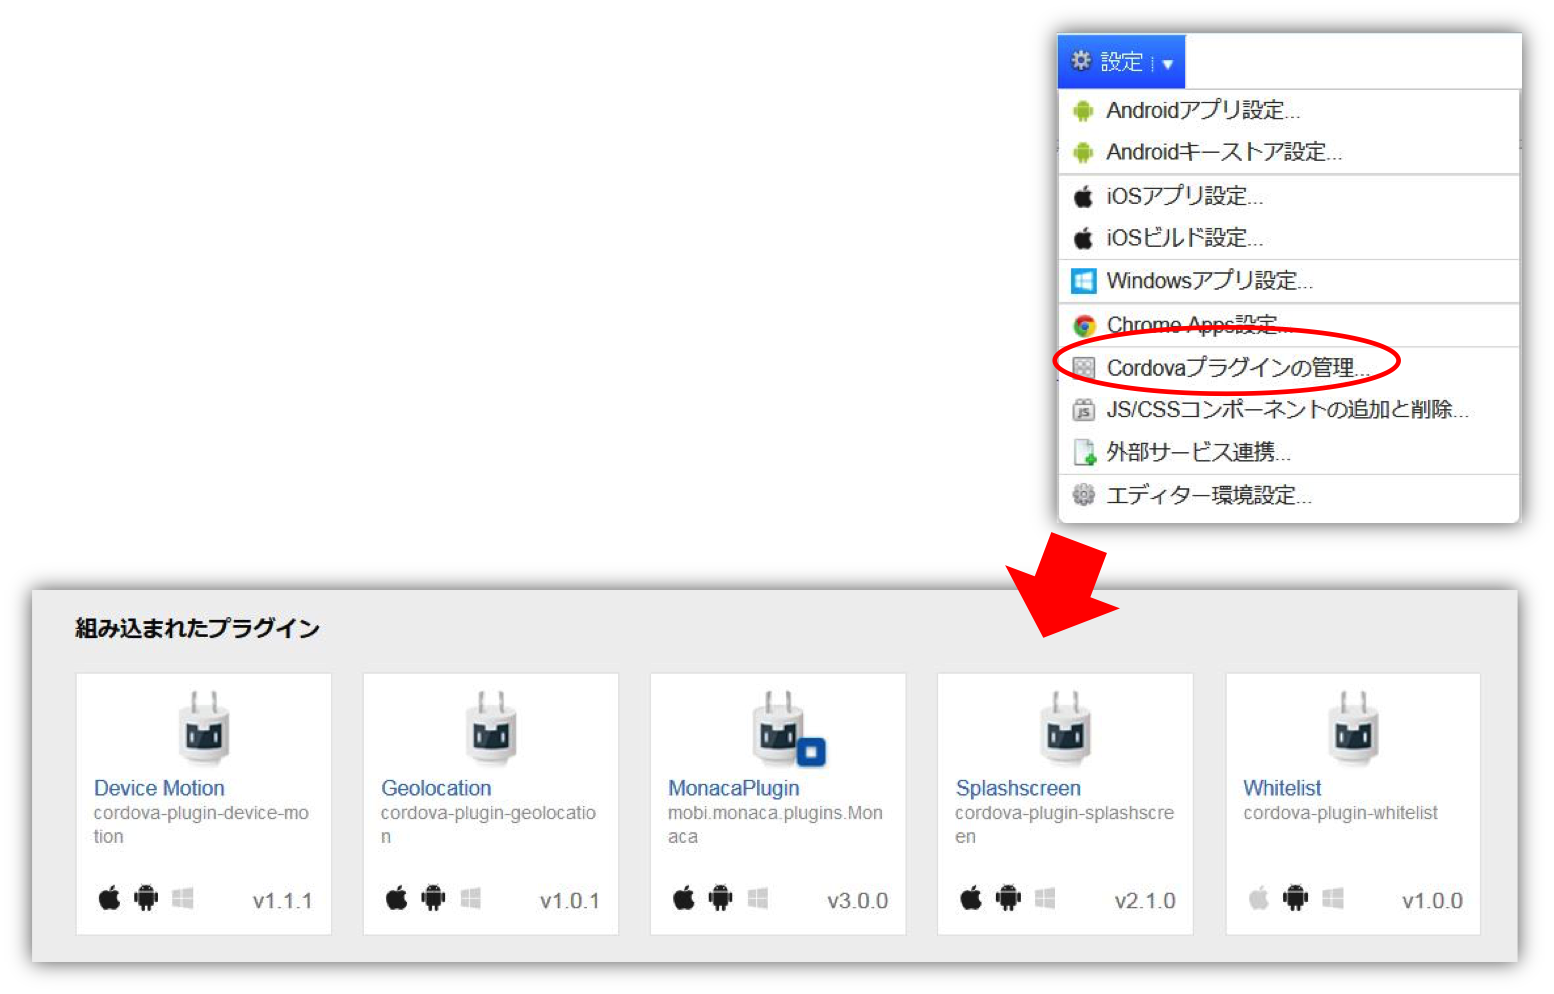 設定
Androidアプリ設定...
Androidキーストア設定...
iOSアプリ設定...
iOSビルド設定...
Windowsアプリ設定...
Chrome Apps設定...
Cordovaプラグインの管理...
JS/CSSコンポーネントの追加と削除...
外部サービス連携...
エディター環境設定...
組み込まれたプラグイン
Device Motion
cordova-plugin-device-mo
tion
v1.1.1
Geolocation
cordova-plugin-geolocatio
n
v1.0.1
MonacaPlugin
mobi.monaca.plugins.Mon
aca
v3.0.0
Splashscreen
cordova-plugin-splashscre
en
v2.1.0
Whitelist
cordova-plugin-whitelist
v1.0.0